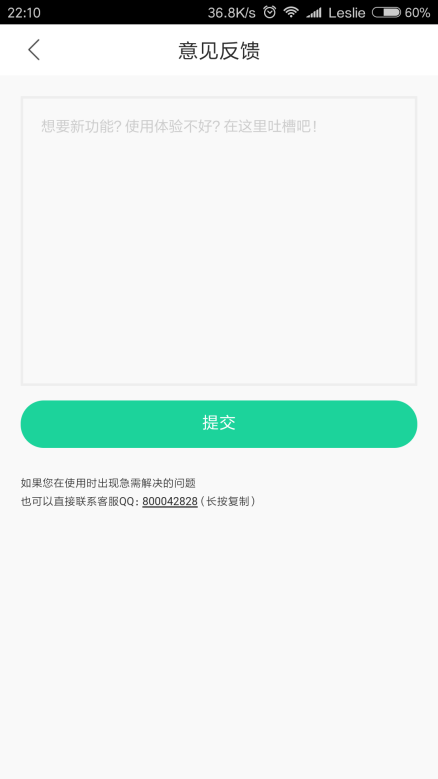 22:10 36.8K/s Leslie 60%
意见反馈
想要新功能? 使用体验不好? 在这里吐槽吧!
提交
如果您在使用时出现急需解决的问题
也可以直接联系客服QQ: 800042828 (长按复制)